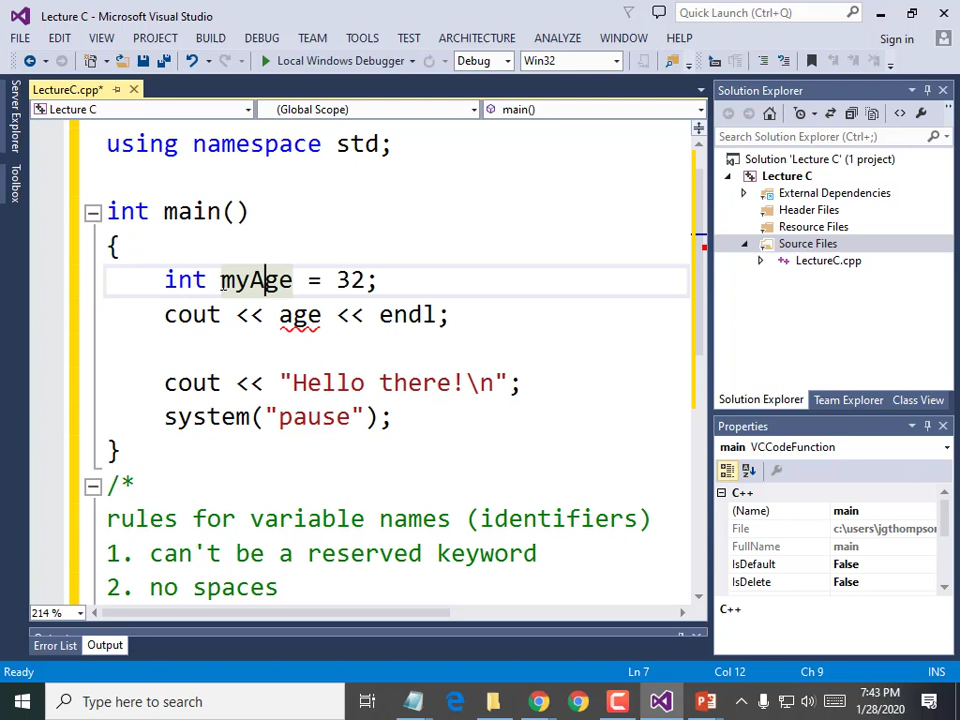 Lecture C - Microsoft Visual Studio
Quick Launch (Ctrl+Q)
FILE EDIT VIEW PROJECT BUILD DEBUG TEAM TOOLS TEST ARCHITECTURE ANALYZE WINDOW HELP
Sign in
Local Windows Debugger Debug Win32
Server Explorer
Toolbox
LectureC.cpp*
Lecture C (Global Scope) main()
using namespace std;
int main()
{
int myAge = 32;
cout << age << endl;
cout << "Hello there!\n";
system("pause");
}
/*
rules for variable names (identifiers)
1. can't be a reserved keyword
2. no spaces
214 %
Solution Explorer
Search Solution Explorer (Ctrl+;)
Solution 'Lecture C' (1 project)
Lecture C
External Dependencies
Header Files
Resource Files
Source Files
LectureC.cpp
Solution Explorer Team Explorer Class View
Properties
main VCCodeFunction
C++
(Name) main
File c:\users\jgthompson
FullName main
IsDefault False
IsDelete False
C++
Error List Output
Ready Ln 7 Col 12 Ch 9 INS
Type here to search
7:43 PM
1/28/2020